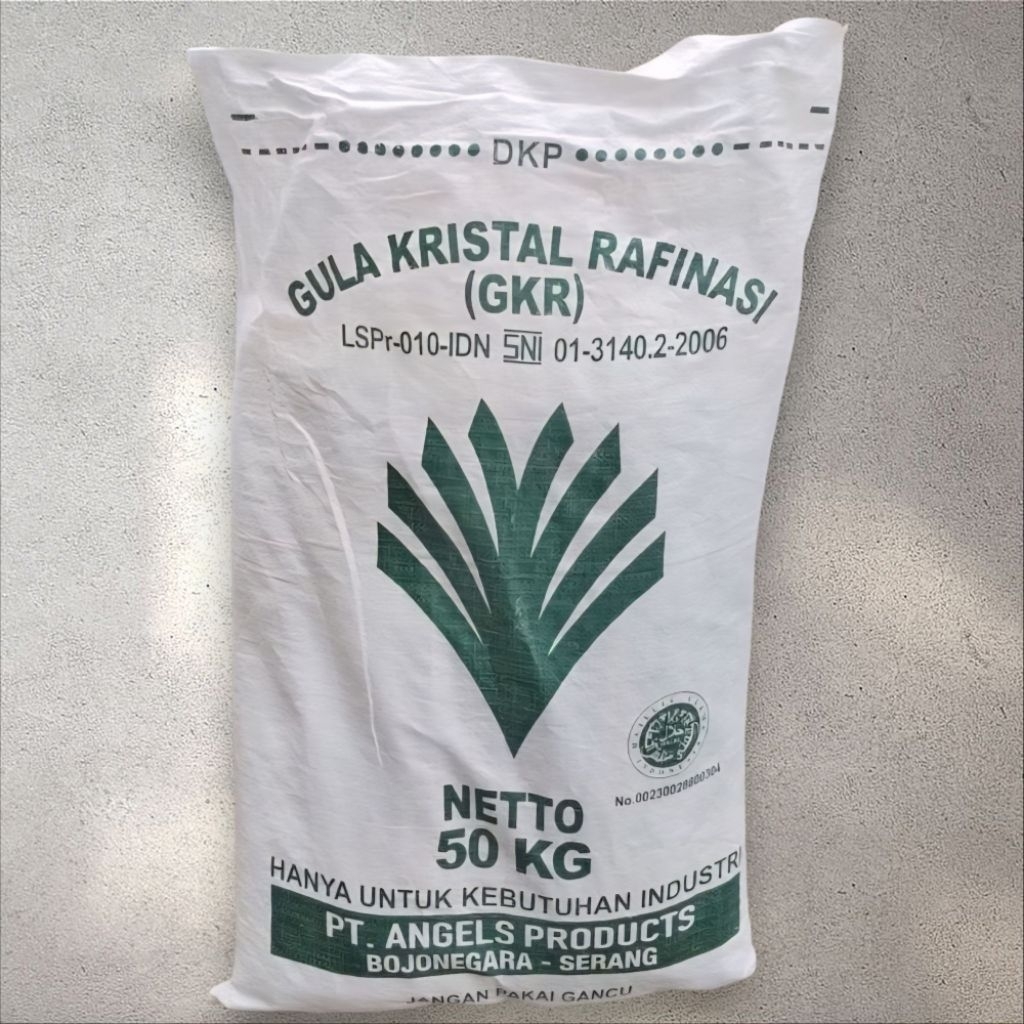 DKP
GULA KRISTAL RAFINASI
(GKR)
LSPr-010-IDN SNI 01-3140.2-2006
حلال
No.00230028800304
NETTO
50 KG
HANYA UNTUK KEBUTUHAN INDUSTRI
PT. ANGELS PRODUCTS
BOJONEGARA - SERANG
JANGAN PAKAI GANCU